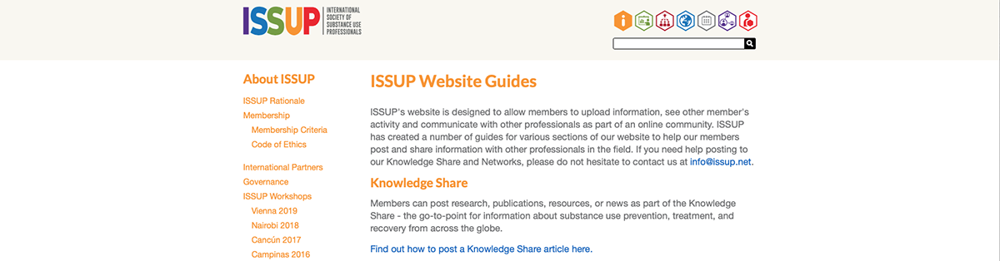 ISSUP
INTERNATIONAL
SOCIETY OF
SUBSTANCE USE
PROFESSIONALS
About ISSUP
ISSUP Rationale
Membership
Membership Criteria
Code of Ethics
International Partners
Governance
ISSUP Workshops
Vienna 2019
Nairobi 2018
Cancún 2017
Campinas 2016
ISSUP Website Guides
ISSUP's website is designed to allow members to upload information, see other member's
activity and communicate with other professionals as part of an online community. ISSUP
has created a number of guides for various sections of our website to help our members
post and share information with other professionals in the field. If you need help posting to
our Knowledge Share and Networks, please do not hesitate to contact us at info@issup.net.
Knowledge Share
Members can post research, publications, resources, or news as part of the Knowledge
Share - the go-to-point for information about substance use prevention, treatment, and
recovery from across the globe.
Find out how to post a Knowledge Share article here.